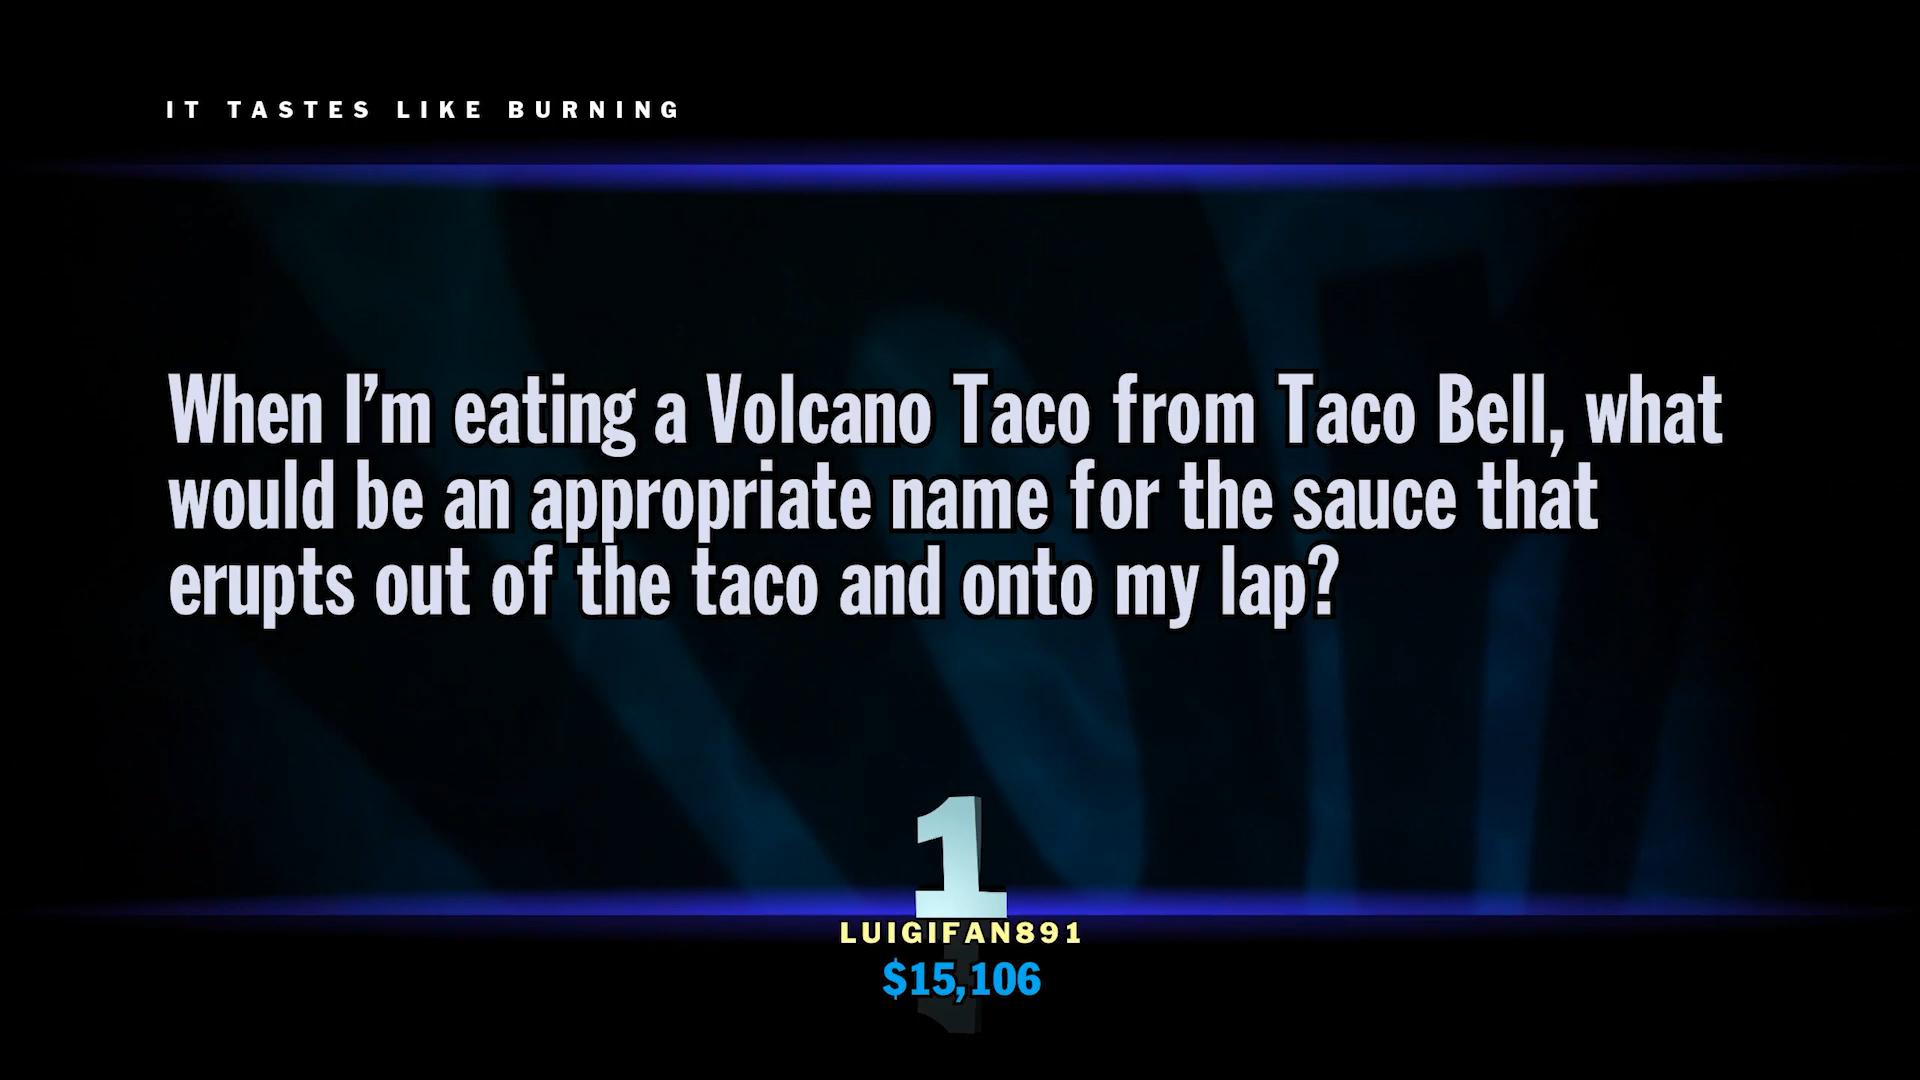 IT TASTES LIKE BURNING
When I'm eating a Volcano Taco from Taco Bell, what
would be an appropriate name for the sauce that
erupts out of the taco and onto my lap?
1
LUIGIFAN891
$15,106